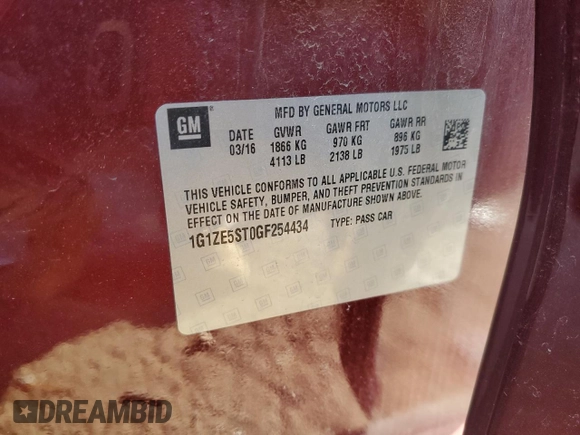 MFD BY GENERAL MOTORS LLC
GM
DATE GVWR GAWR FRT GAWR RR
03/16 1866 KG 970 KG 896 KG
4113 LB 2138 LB 1975 LB
THIS VEHICLE CONFORMS TO ALL APPLICABLE U.S. FEDERAL MOTOR
VEHICLE SAFETY, BUMPER, AND THEFT PREVENTION STANDARDS IN
EFFECT ON THE DATE OF MANUFACTURE SHOWN ABOVE.
1G1ZE5ST0GF254434 TYPE: PASS CAR
DREAMBID